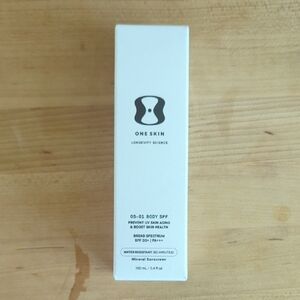 ONE SKIN
LONGEVITY SCIENCE
OS-01 BODY SPF
PREVENT UV SKIN AGING
& BOOST SKIN HEALTH
BROAD SPECTRUM
SPF 30+ | PA+++
WATER RESISTANT (80 MINUTES)
Mineral Sunscreen
100 mL / 3.4 fl oz